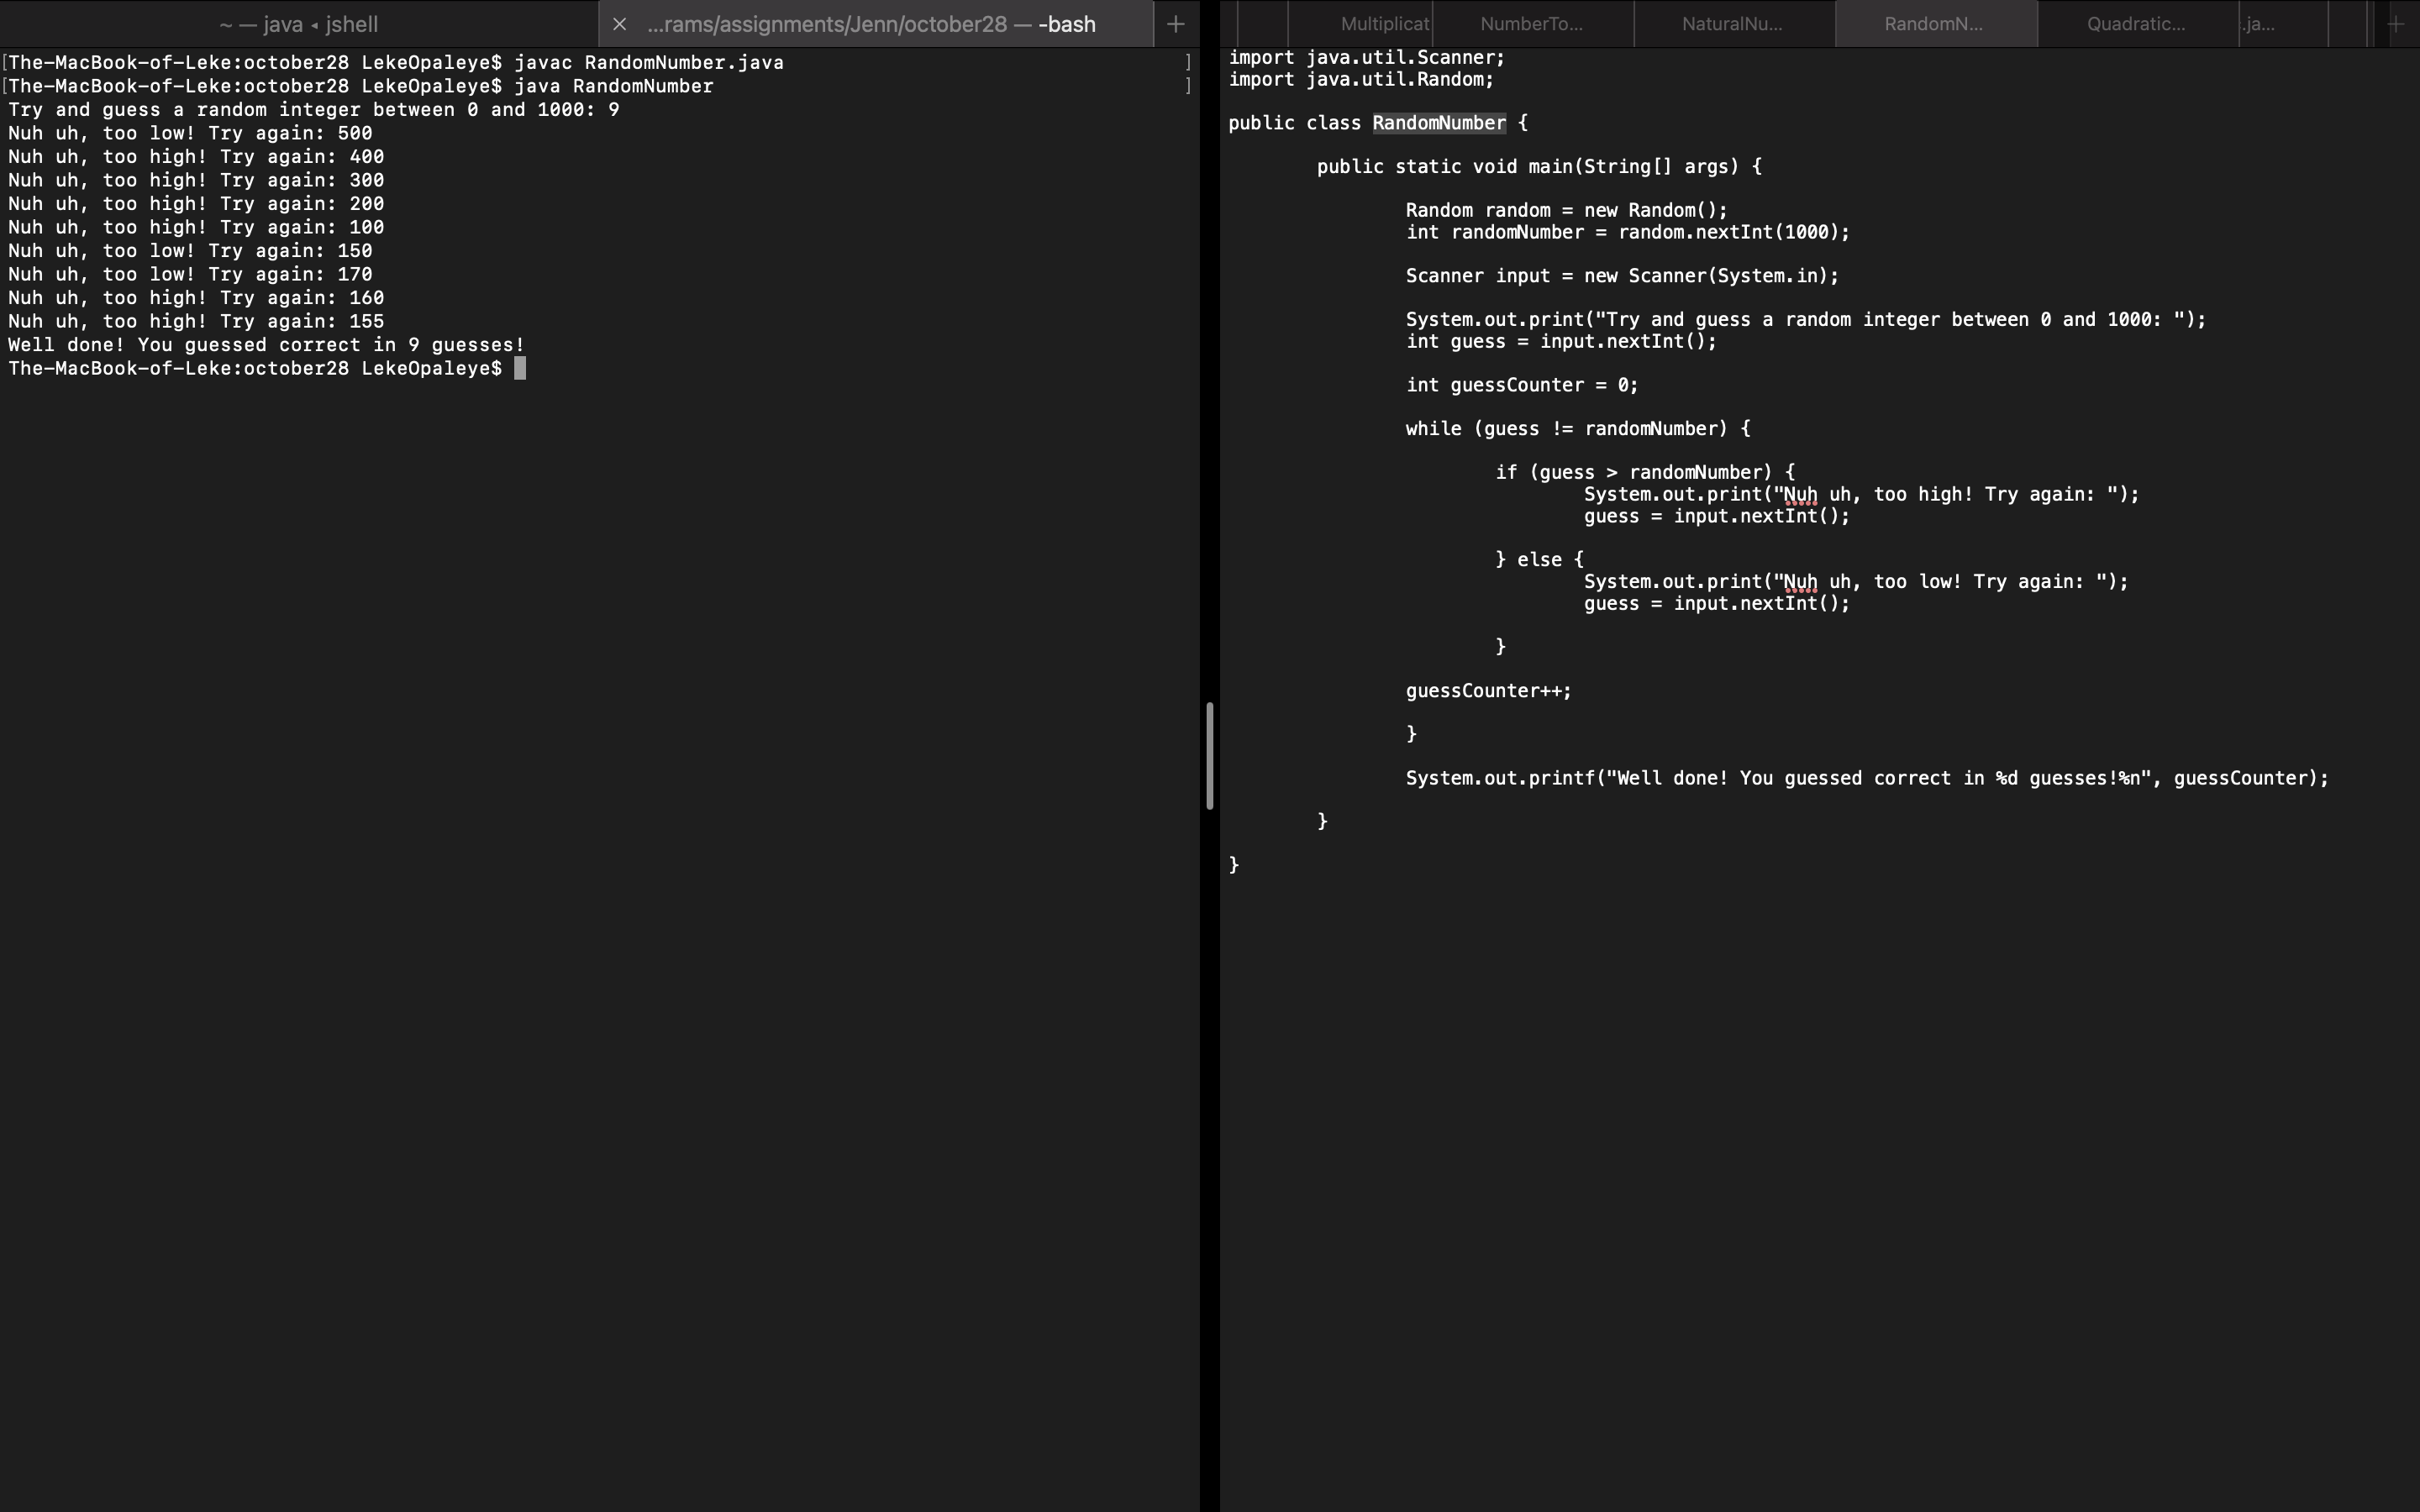 ~ — java ◂ jshell
...rams/assignments/Jenn/october28 — -bash
[The-MacBook-of-Leke:october28 LekeOpaleye$ javac RandomNumber.java ]
[The-MacBook-of-Leke:october28 LekeOpaleye$ java RandomNumber ]
Try and guess a random integer between 0 and 1000: 9
Nuh uh, too low! Try again: 500
Nuh uh, too high! Try again: 400
Nuh uh, too high! Try again: 300
Nuh uh, too high! Try again: 200
Nuh uh, too high! Try again: 100
Nuh uh, too low! Try again: 150
Nuh uh, too low! Try again: 170
Nuh uh, too high! Try again: 160
Nuh uh, too high! Try again: 155
Well done! You guessed correct in 9 guesses!
The-MacBook-of-Leke:october28 LekeOpaleye$
Multiplicat
NumberTo...
NaturalNu...
RandomN...
Quadratic...
.ja...
import java.util.Scanner;
import java.util.Random;
public class RandomNumber {
public static void main(String[] args) {
Random random = new Random();
int randomNumber = random.nextInt(1000);
Scanner input = new Scanner(System.in);
System.out.print("Try and guess a random integer between 0 and 1000: ");
int guess = input.nextInt();
int guessCounter = 0;
while (guess != randomNumber) {
if (guess > randomNumber) {
System.out.print("Nuh uh, too high! Try again: ");
guess = input.nextInt();
} else {
System.out.print("Nuh uh, too low! Try again: ");
guess = input.nextInt();
}
guessCounter++;
}
System.out.printf("Well done! You guessed correct in %d guesses!%n", guessCounter);
}
}